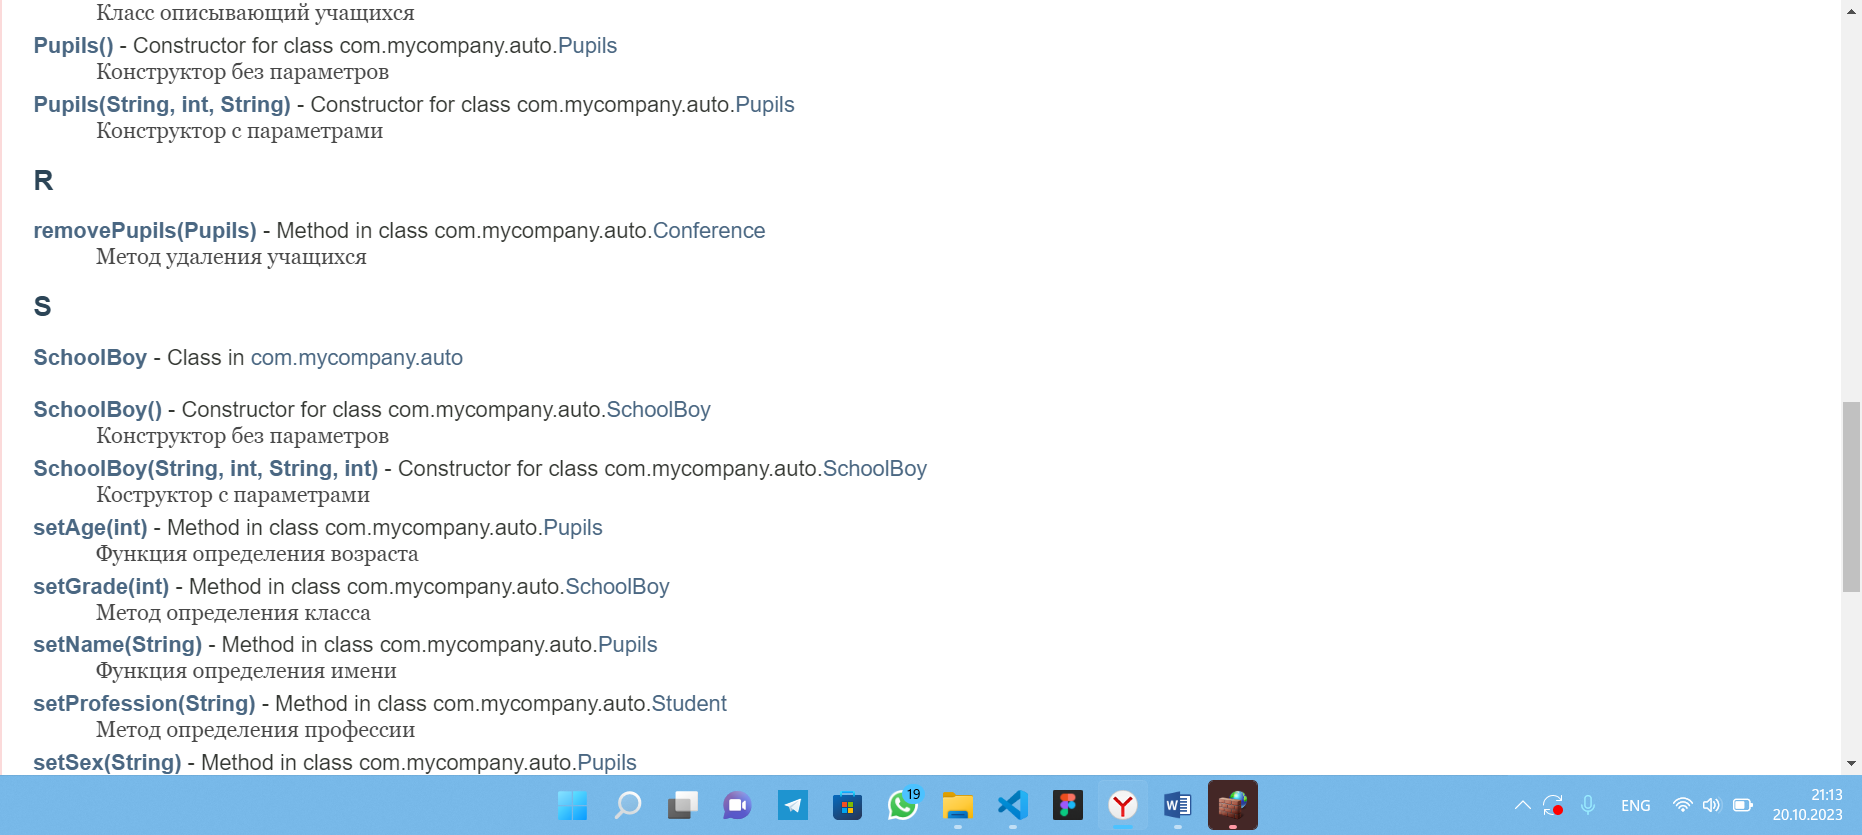 Класс описывающий учащихся
Pupils() - Constructor for class com.mycompany.auto.Pupils
Конструктор без параметров
Pupils(String, int, String) - Constructor for class com.mycompany.auto.Pupils
Конструктор с параметрами
R
removePupils(Pupils) - Method in class com.mycompany.auto.Conference
Метод удаления учащихся
S
SchoolBoy - Class in com.mycompany.auto
SchoolBoy() - Constructor for class com.mycompany.auto.SchoolBoy
Конструктор без параметров
SchoolBoy(String, int, String, int) - Constructor for class com.mycompany.auto.SchoolBoy
Коструктор с параметрами
setAge(int) - Method in class com.mycompany.auto.Pupils
Функция определения возраста
setGrade(int) - Method in class com.mycompany.auto.SchoolBoy
Метод определения класса
setName(String) - Method in class com.mycompany.auto.Pupils
Функция определения имени
setProfession(String) - Method in class com.mycompany.auto.Student
Метод определения профессии
setSex(String) - Method in class com.mycompany.auto.Pupils
19
W
ENG
21:13
20.10.2023